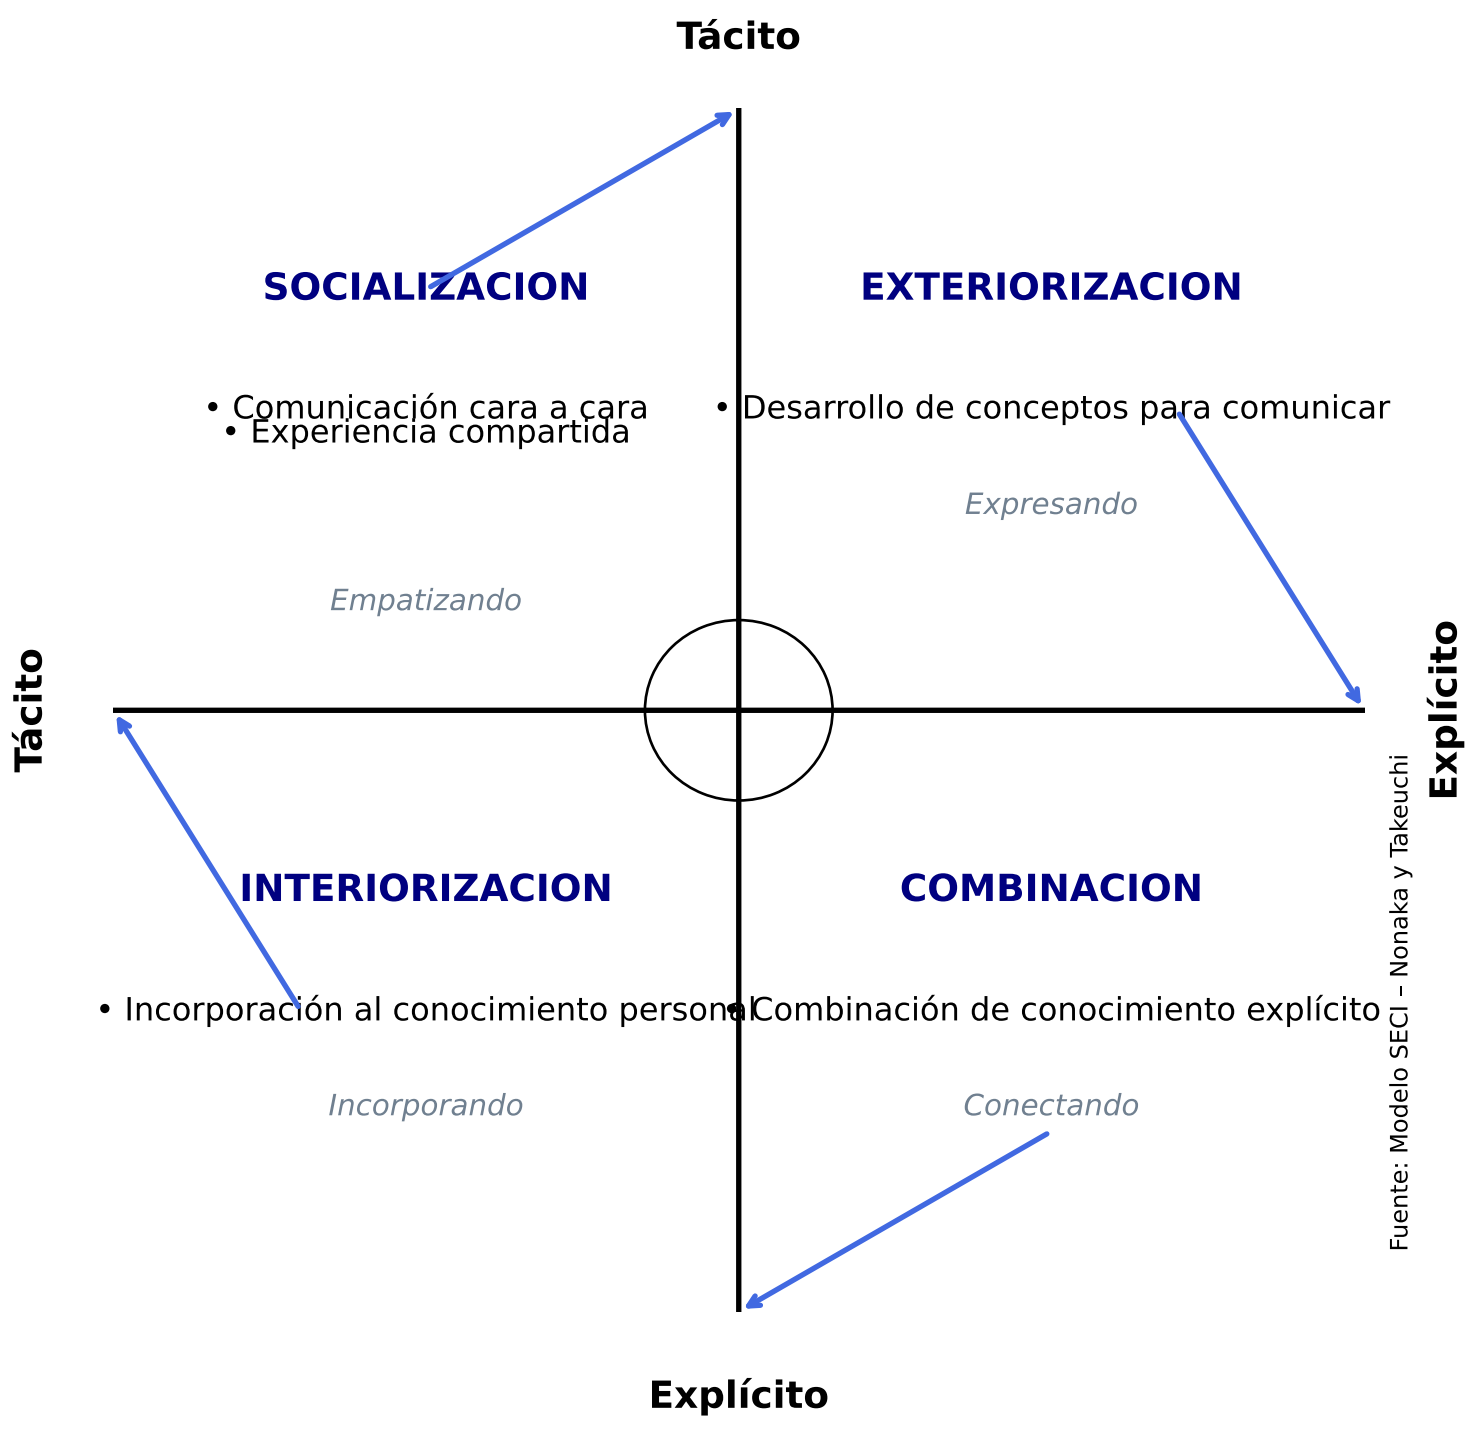 Tácito
SOCIALIZACION
• Comunicación cara a cara
• Experiencia compartida
Empatizando
EXTERIORIZACION
• Desarrollo de conceptos para comunicar
Expresando
Tácito
Explícito
INTERIORIZACION
• Incorporación al conocimiento personal
Incorporando
COMBINACION
• Combinación de conocimiento explícito
Conectando
Fuente: Modelo SECI – Nonaka y Takeuchi
Explícito